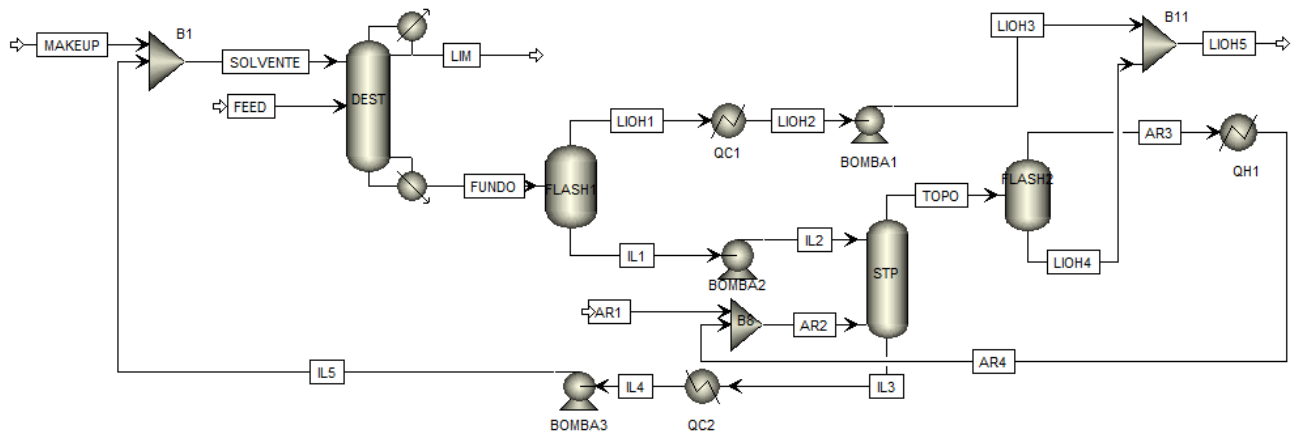 MAKEUP
B1
SOLVENTE
FEED
DEST
LIM
FUNDO
FLASH1
LIOH1
QC1
LIOH2
BOMBA1
LIOH3
B11
LIOH5
AR3
QH1
FLASH2
TOPO
LIOH4
IL1
BOMBA2
IL2
STP
AR1
B8
AR2
AR4
IL3
QC2
IL4
BOMBA3
IL5